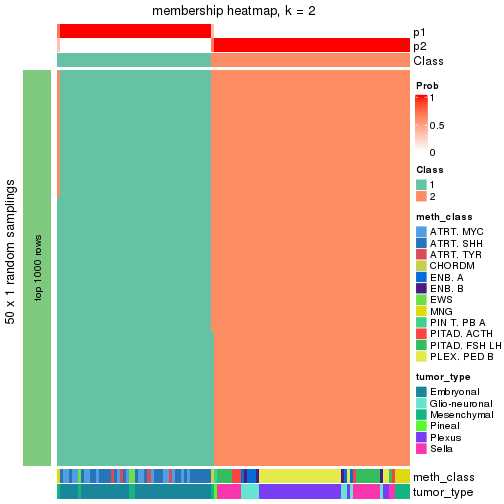 membership heatmap, k = 2
p1
p2
Class
50 x 1 random samplings
top 1000 rows
Prob
1
0.5
0
Class
1
2
meth_class
ATRT. MYC
ATRT. SHH
ATRT. TYR
CHORDM
ENB. A
ENB. B
EWS
MNG
PIN T. PB A
PITAD. ACTH
PITAD. FSH LH
PLEX. PED B
tumor_type
Embryonal
Glio-neuronal
Mesenchymal
Pineal
Plexus
Sella
meth_class
tumor_type